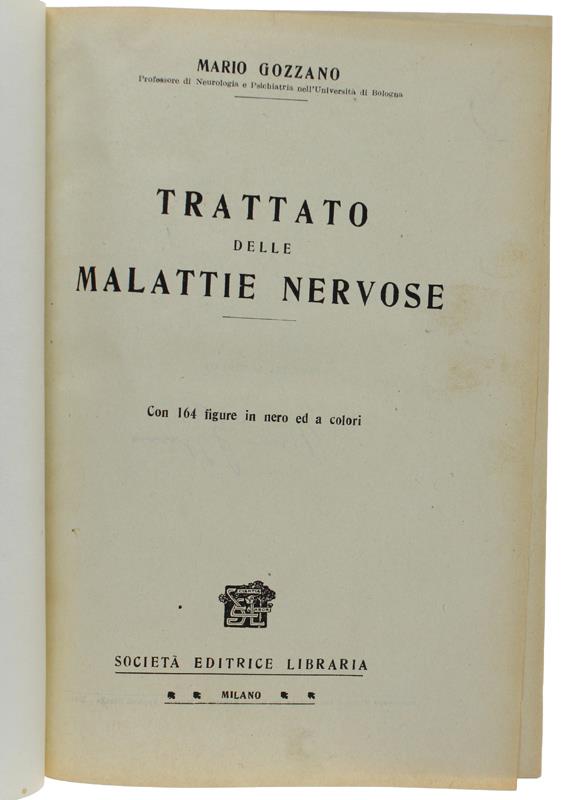 MARIO GOZZANO
Professore di Neurologia e Psichiatria nell'Università di Bologna
TRATTATO
DELLE
MALATTIE NERVOSE
Con 164 figure in nero ed a colori
SOCIETÀ EDITRICE LIBRARIA
MILANO